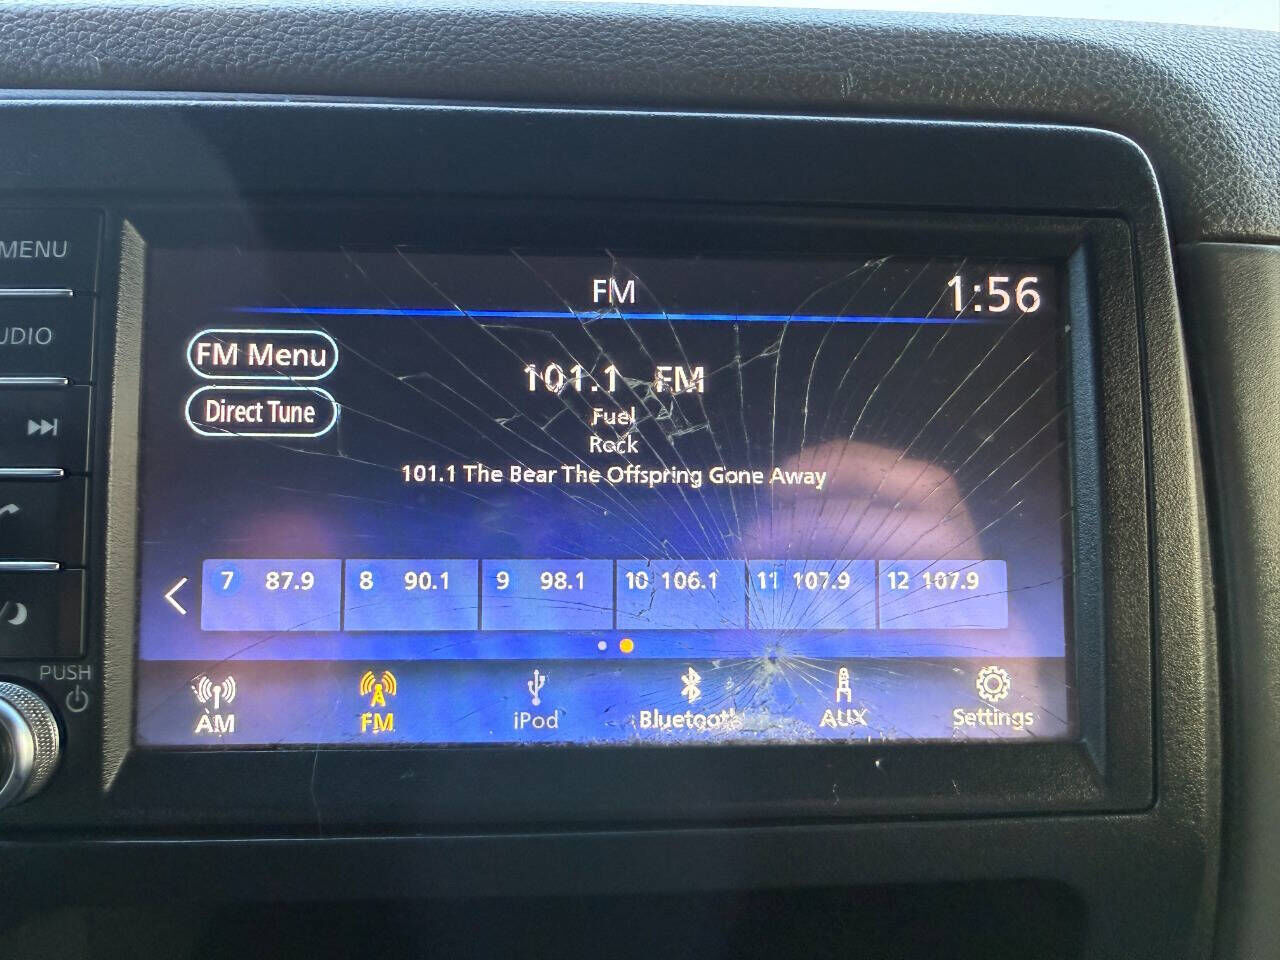 MENU
UDIO
PUSH
FM
1:56
FM Menu
Direct Tune
101.1 FM
Fuel
Rock
101.1 The Bear The Offspring Gone Away
7 87.9 8 90.1 9 98.1 10 106.1 11 107.9 12 107.9
AM FM iPod Bluetooth AUX Settings